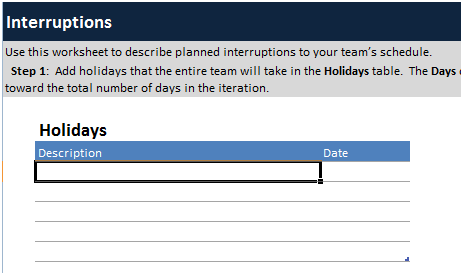 Interruptions
Use this worksheet to describe planned interruptions to your team's schedule.
Step 1: Add holidays that the entire team will take in the Holidays table. The Days
toward the total number of days in the iteration.
Holidays
Description Date